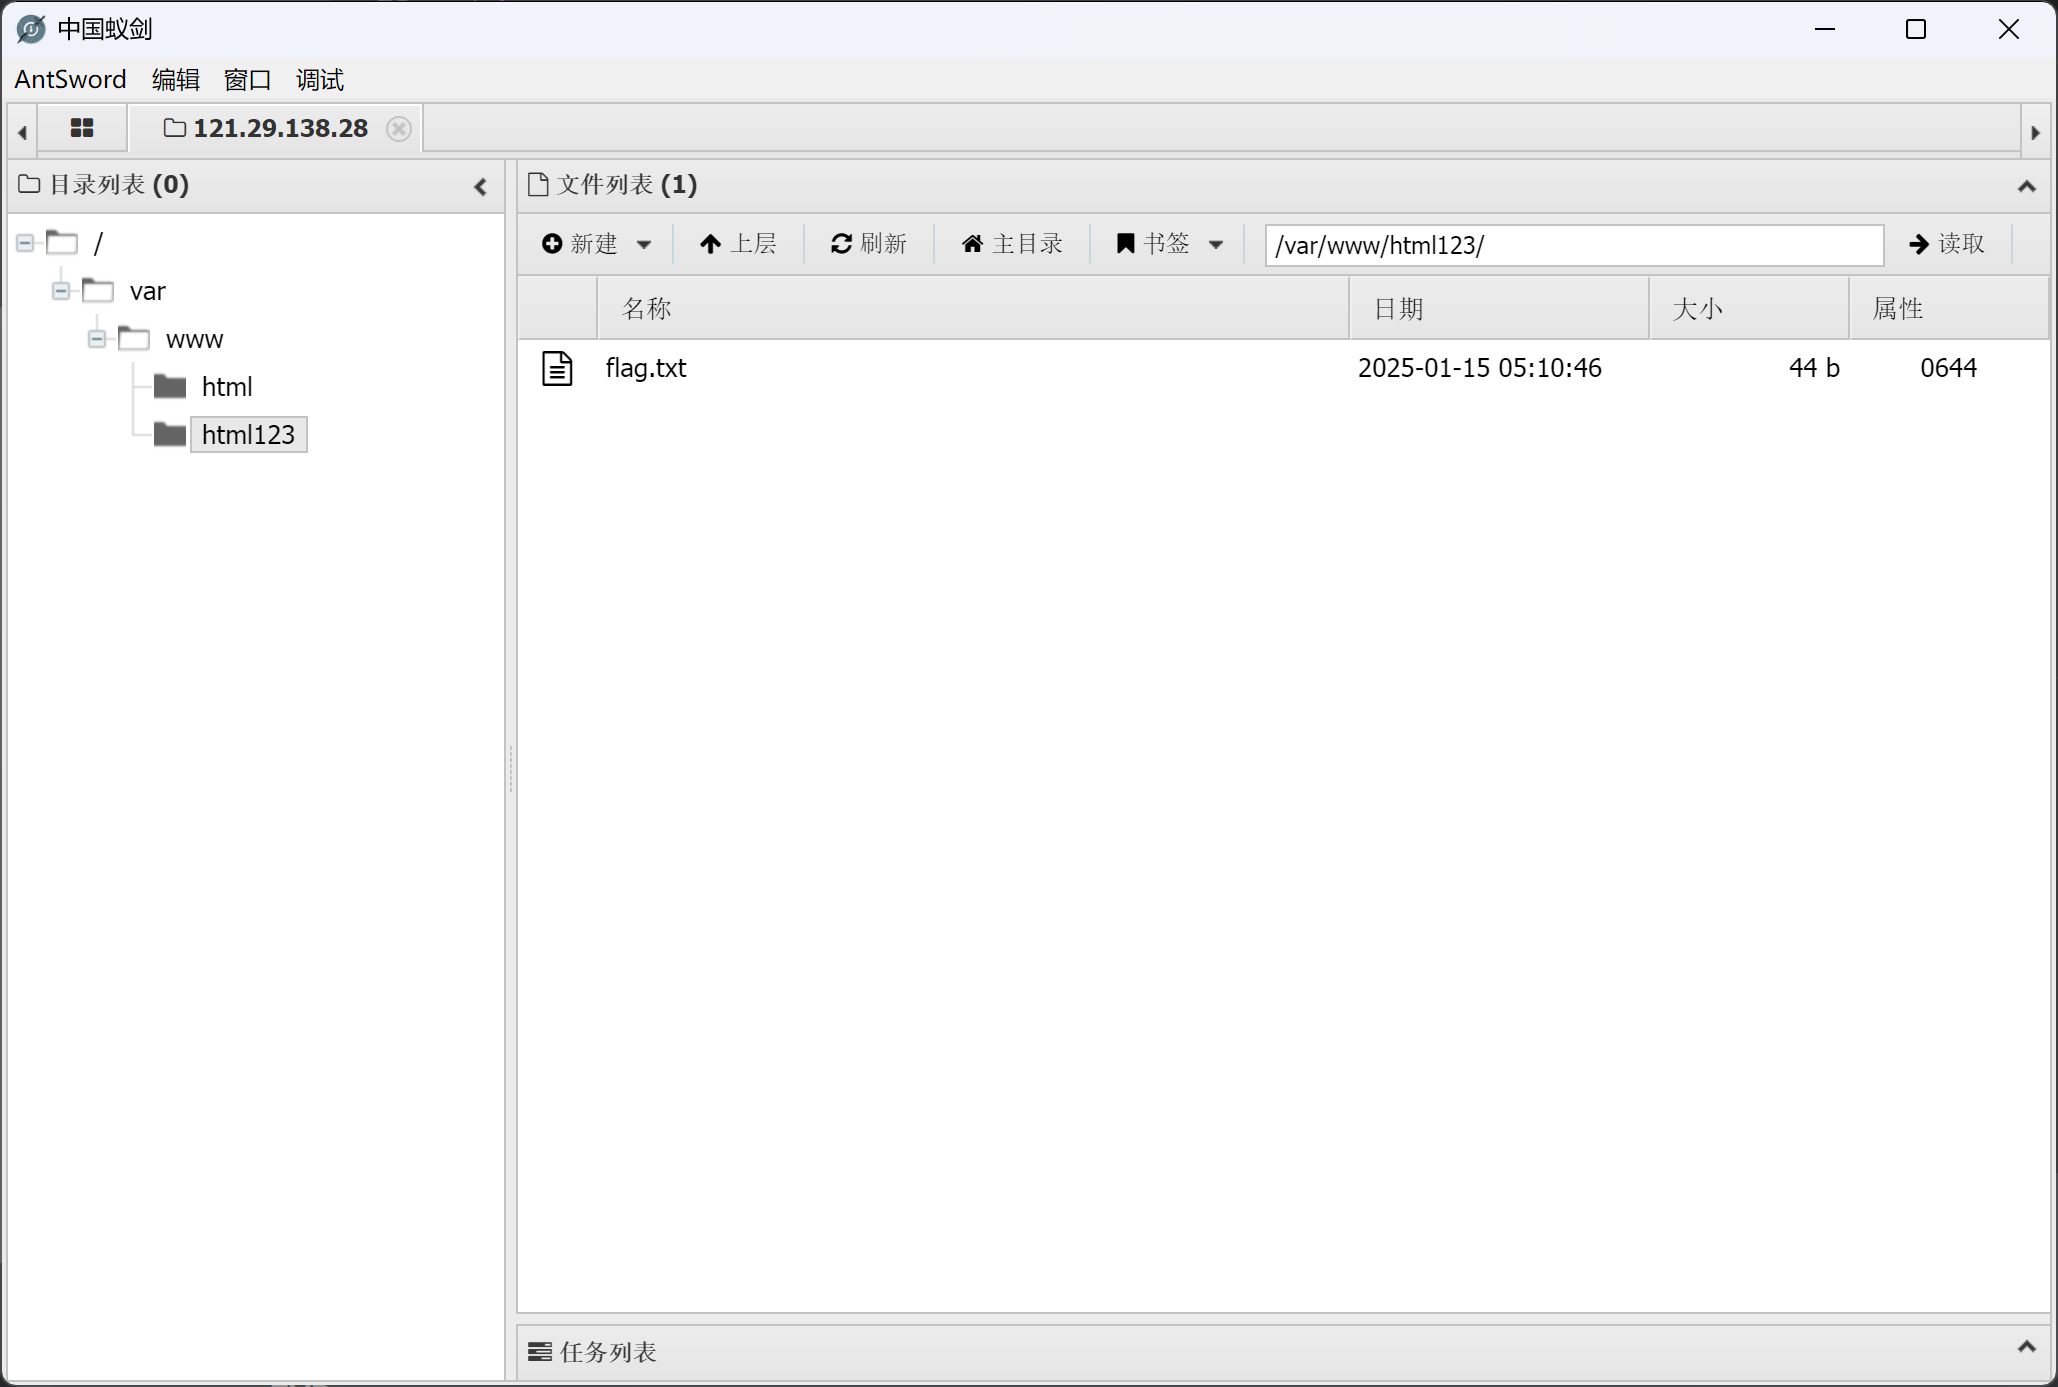 中国蚁剑
AntSword 编辑 窗口 调试
121.29.138.28
目录列表 (0)
/
var
www
html
html123
文件列表 (1)
新建 上层 刷新 主目录 书签 /var/www/html123/ 读取
名称 日期 大小 属性
flag.txt 2025-01-15 05:10:46 44 b 0644
任务列表